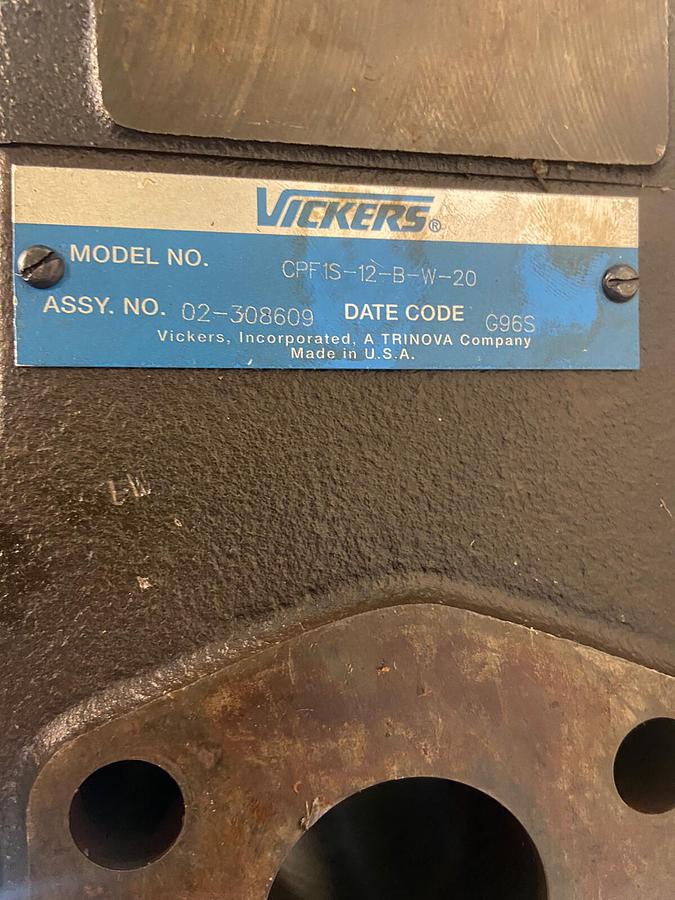 VICKERS®
MODEL NO. CPF1S-12-B-W-20
ASSY. NO. 02-308609 DATE CODE G96S
Vickers, Incorporated, A TRINOVA Company
Made in U.S.A.